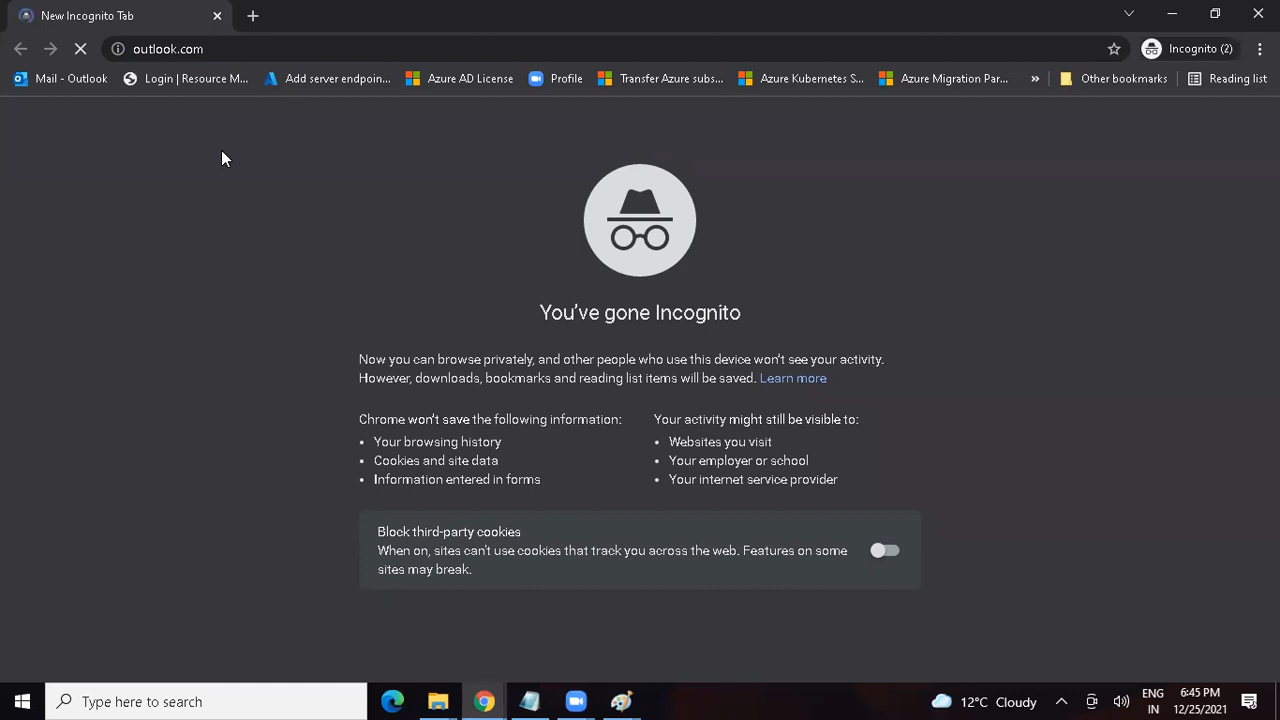 New Incognito Tab
outlook.com
Incognito (2)
Mail - Outlook
Login | Resource M...
Add server endpoin...
Azure AD License
Profile
Transfer Azure subs...
Azure Kubernetes S...
Azure Migration Par...
»
Other bookmarks
Reading list
You've gone Incognito
Now you can browse privately, and other people who use this device won't see your activity.
However, downloads, bookmarks and reading list items will be saved. Learn more
Chrome won't save the following information:
• Your browsing history
• Cookies and site data
• Information entered in forms
Your activity might still be visible to:
• Websites you visit
• Your employer or school
• Your internet service provider
Block third-party cookies
When on, sites can't use cookies that track you across the web. Features on some
sites may break.
Type here to search
12°C Cloudy
ENG
IN
6:45 PM
12/25/2021